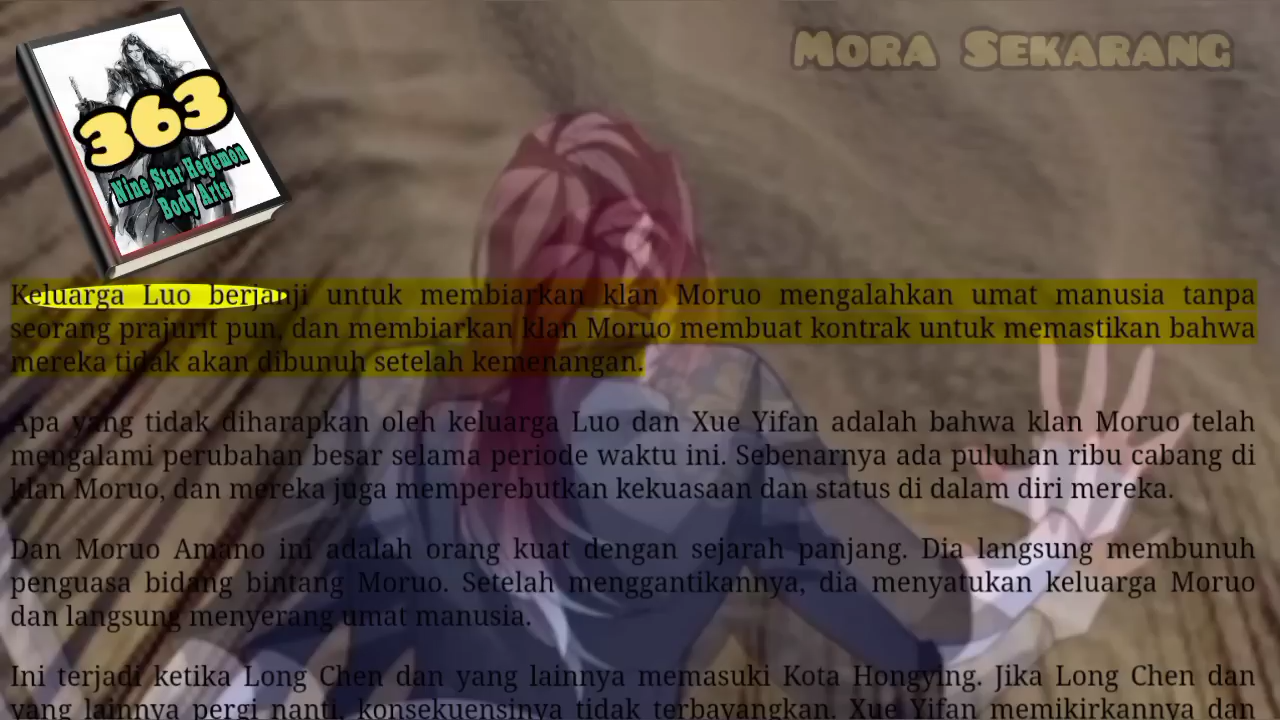 Mora Sekarang
363
Nine Star Hegemon
Body Arts
Keluarga Luo berjanji untuk membiarkan klan Moruo mengalahkan umat manusia tanpa
seorang prajurit pun, dan membiarkan klan Moruo membuat kontrak untuk memastikan bahwa
mereka tidak akan dibunuh setelah kemenangan.
Apa yang tidak diharapkan oleh keluarga Luo dan Xue Yifan adalah bahwa klan Moruo telah
mengalami perubahan besar selama periode waktu ini. Sebenarnya ada puluhan ribu cabang di
klan Moruo, dan mereka juga memperebutkan kekuasaan dan status di dalam diri mereka.
Dan Moruo Amano ini adalah orang kuat dengan sejarah panjang. Dia langsung membunuh
penguasa bidang bintang Moruo. Setelah menggantikannya, dia menyatukan keluarga Moruo
dan langsung menyerang umat manusia.
Ini terjadi ketika Long Chen dan yang lainnya memasuki Kota Hongying. Jika Long Chen dan
yang lainnya pergi nanti, konsekuensinya tidak terbayangkan. Xue Yifan memikirkannya dan